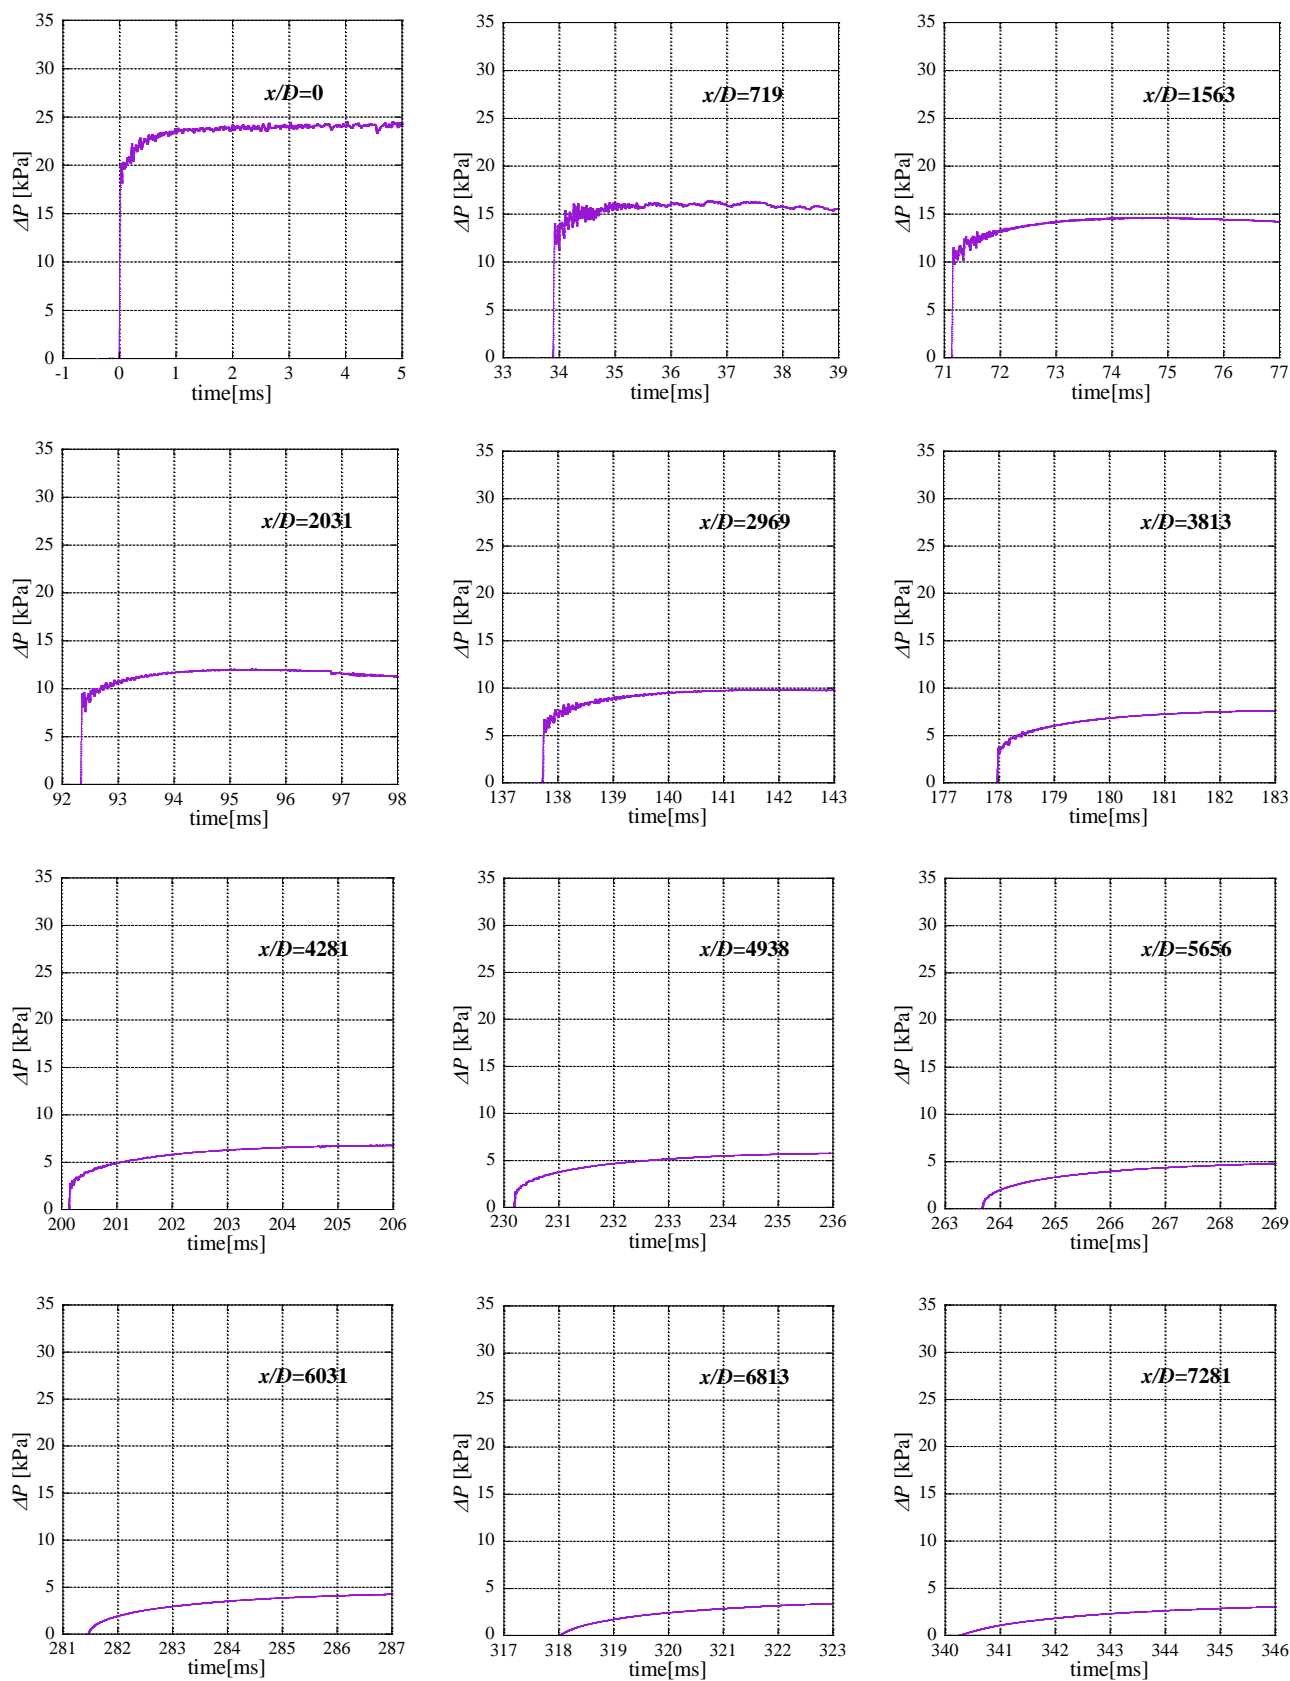 35
30
25
20
15
10
5
0
ΔP [kPa]
x/D=0
-1 0 1 2 3 4 5
time[ms]
35
30
25
20
15
10
5
0
ΔP [kPa]
x/D=719
33 34 35 36 37 38 39
time[ms]
35
30
25
20
15
10
5
0
ΔP [kPa]
x/D=1563
71 72 73 74 75 76 77
time[ms]
35
30
25
20
15
10
5
0
ΔP [kPa]
x/D=2031
92 93 94 95 96 97 98
time[ms]
35
30
25
20
15
10
5
0
ΔP [kPa]
x/D=2969
137 138 139 140 141 142 143
time[ms]
35
30
25
20
15
10
5
0
ΔP [kPa]
x/D=3813
177 178 179 180 181 182 183
time[ms]
35
30
25
20
15
10
5
0
ΔP [kPa]
x/D=4281
200 201 202 203 204 205 206
time[ms]
35
30
25
20
15
10
5
0
ΔP [kPa]
x/D=4938
230 231 232 233 234 235 236
time[ms]
35
30
25
20
15
10
5
0
ΔP [kPa]
x/D=5656
263 264 265 266 267 268 269
time[ms]
35
30
25
20
15
10
5
0
ΔP [kPa]
x/D=6031
281 282 283 284 285 286 287
time[ms]
35
30
25
20
15
10
5
0
ΔP [kPa]
x/D=6813
317 318 319 320 321 322 323
time[ms]
35
30
25
20
15
10
5
0
ΔP [kPa]
x/D=7281
340 341 342 343 344 345 346
time[ms]